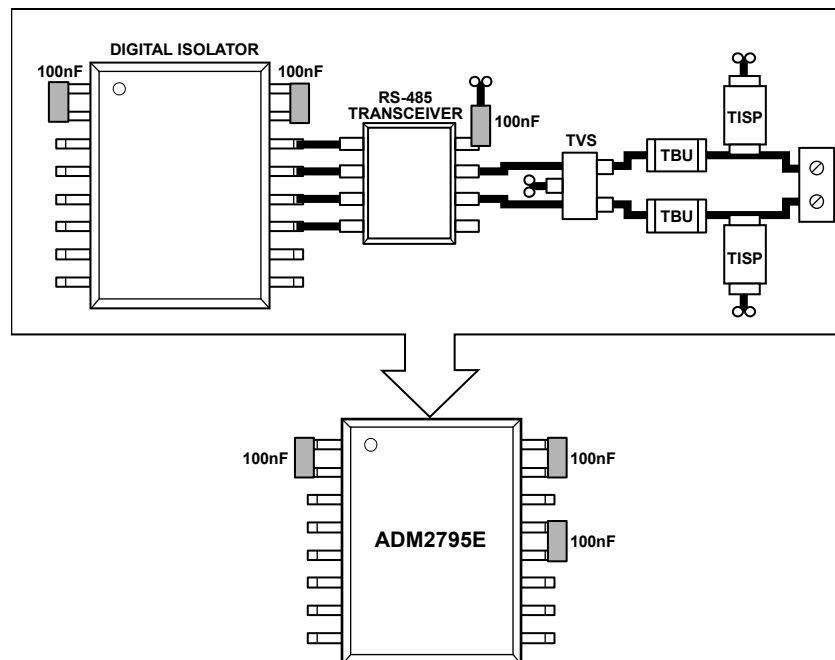 DIGITAL ISOLATOR
100nF
100nF
RS-485
TRANSCEIVER
100nF
TVS
TBU
TISP
TBU
TISP
100nF
100nF
ADM2795E
100nF